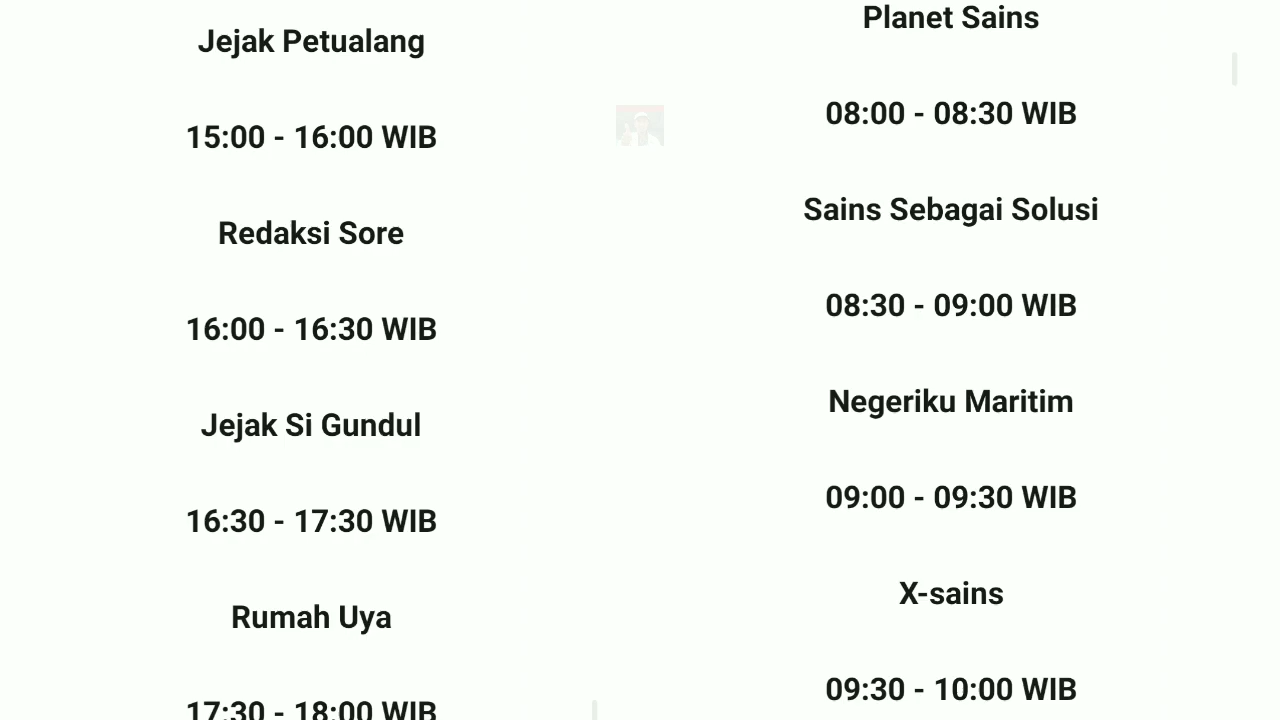 Jejak Petualang
15:00 - 16:00 WIB
Redaksi Sore
16:00 - 16:30 WIB
Jejak Si Gundul
16:30 - 17:30 WIB
Rumah Uya
17:30 - 18:00 WIB
Planet Sains
08:00 - 08:30 WIB
Sains Sebagai Solusi
08:30 - 09:00 WIB
Negeriku Maritim
09:00 - 09:30 WIB
X-sains
09:30 - 10:00 WIB